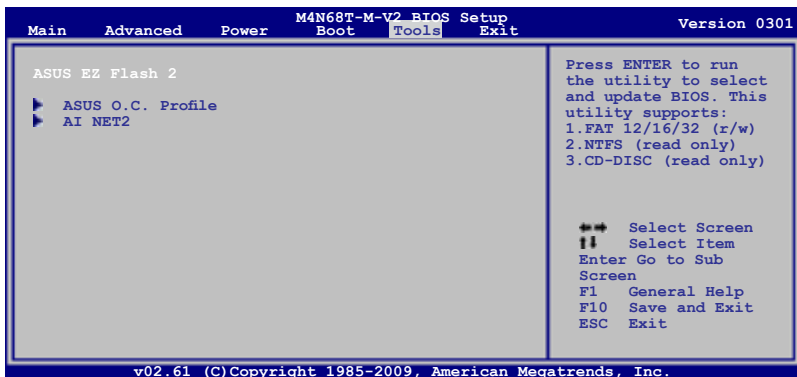 M4N68T-M-V2 BIOS Setup Version 0301
Main Advanced Power Boot Tools Exit
ASUS EZ Flash 2
ASUS O.C. Profile
AI NET2
Press ENTER to run
the utility to select
and update BIOS. This
utility supports:
1.FAT 12/16/32 (r/w)
2.NTFS (read only)
3.CD-DISC (read only)
Select Screen
Select Item
Enter Go to Sub
Screen
F1 General Help
F10 Save and Exit
ESC Exit
v02.61 (C)Copyright 1985-2009, American Megatrends, Inc.